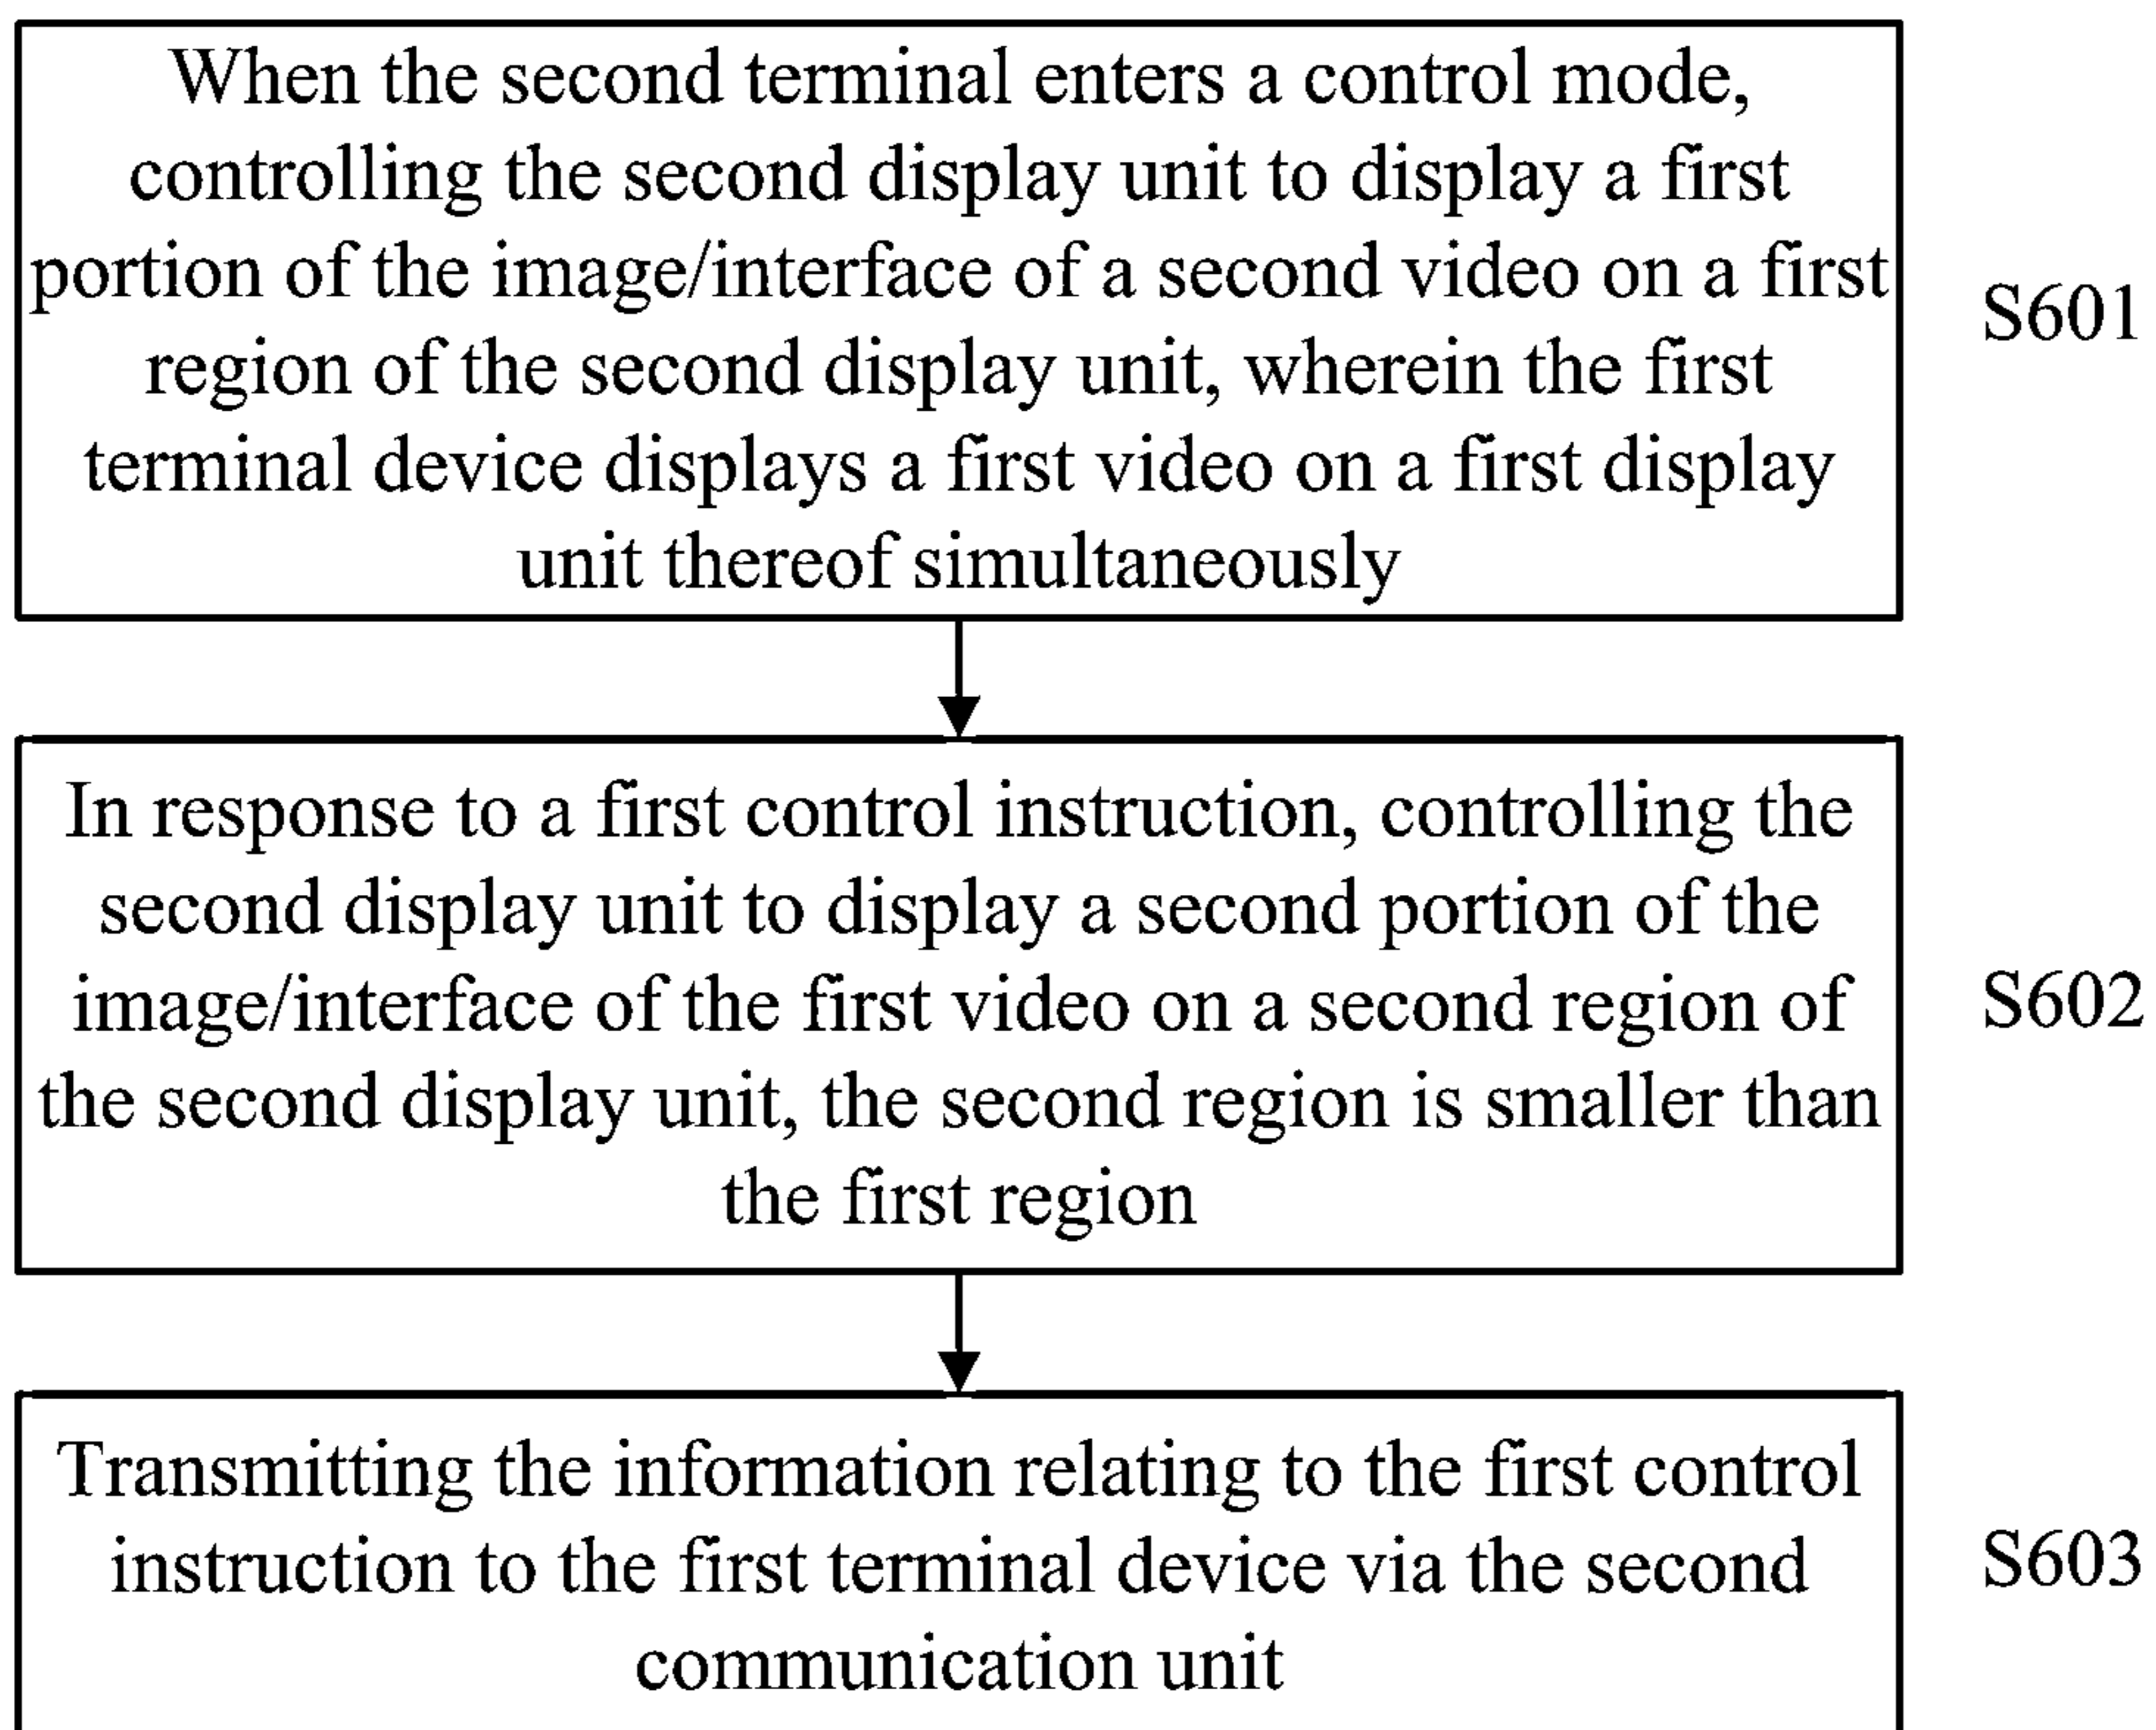 When the second terminal enters a control mode,
controlling the second display unit to display a first
portion of the image/interface of a second video on a first
region of the second display unit, wherein the first
terminal device displays a first video on a first display
unit thereof simultaneously
S601
In response to a first control instruction, controlling the
second display unit to display a second portion of the
image/interface of the first video on a second region of
the second display unit, the second region is smaller than
the first region
S602
Transmitting the information relating to the first control
instruction to the first terminal device via the second
communication unit
S603